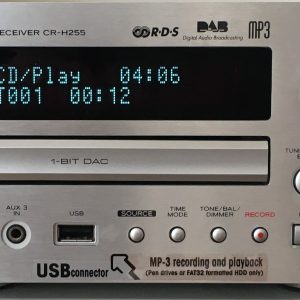 RECEIVER CR-H255
R·D·S DAB MP3
Digital Audio Broadcasting
CD/Play 04:06
T001 00:12
1-BIT DAC
AUX 3 IN
USB
SOURCE
TIME MODE
TONE/BAL/ DIMMER
RECORD
USB connector
MP-3 recording and playback
(Pen drives or FAT32 formatted HDD only)